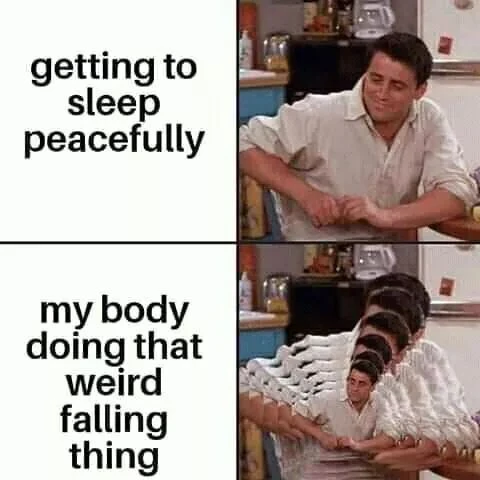 getting to
sleep
peacefully
my body
doing that
weird
falling
thing